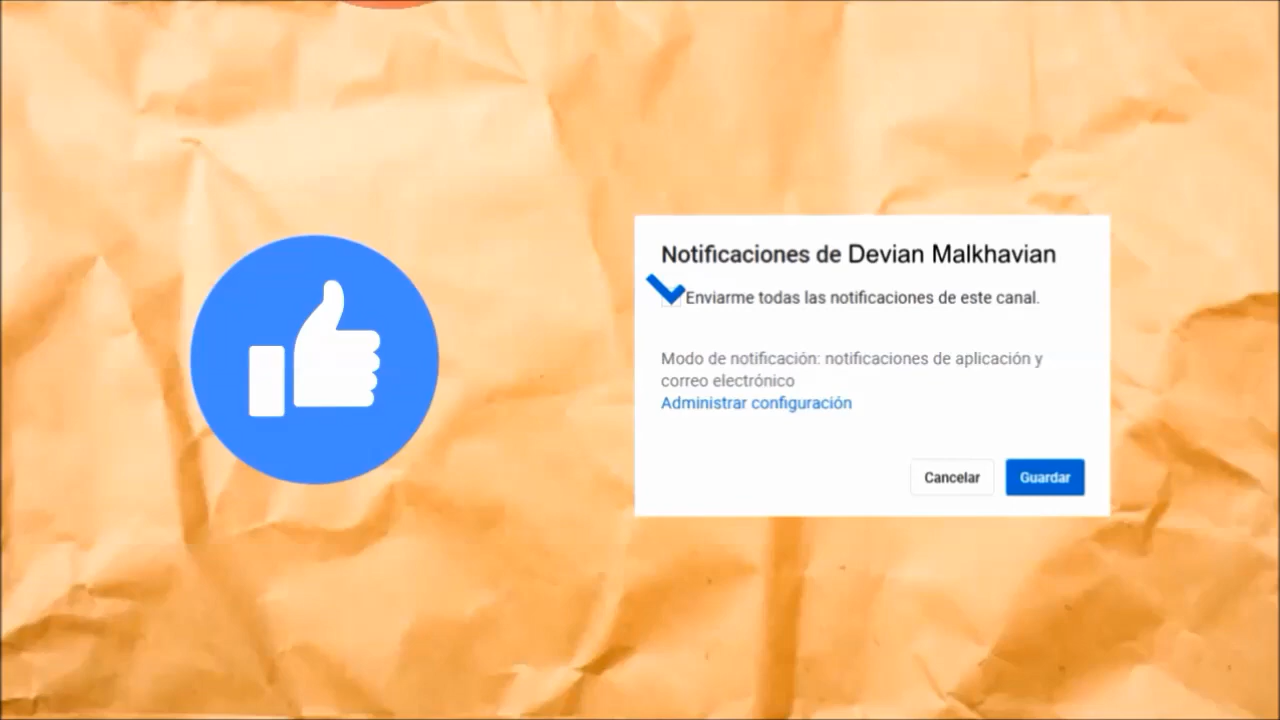 Notificaciones de Devian Malkhavian
Enviarme todas las notificaciones de este canal.
Modo de notificación: notificaciones de aplicación y
correo electrónico
Administrar configuración
Cancelar Guardar